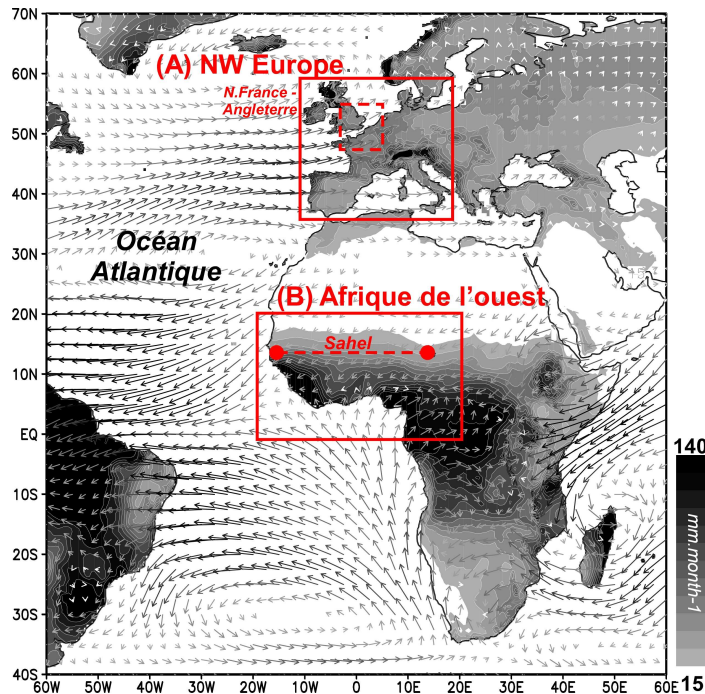 70N
60N
50N
40N
30N
20N
10N
EQ
10S
20S
30S
40S
(A) NW Europe
N.France -
Angleterre
Océan
Atlantique
(B) Afrique de l'ouest
Sahel
140
mm.month-1
15
60W 50W 40W 30W 20W 10W 0 10E 20E 30E 40E 50E 60E